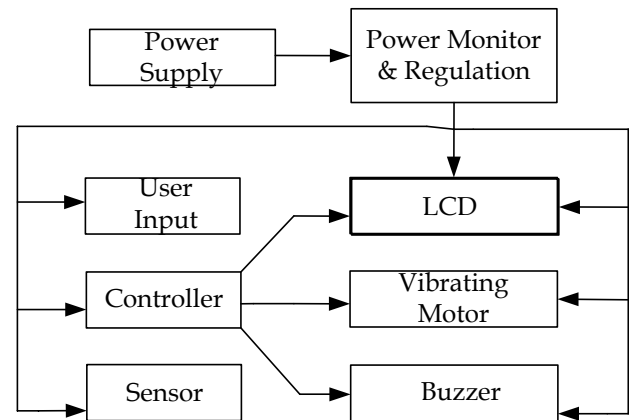 Power
Supply
Power Monitor
& Regulation
User
Input
LCD
Controller
Vibrating
Motor
Sensor
Buzzer